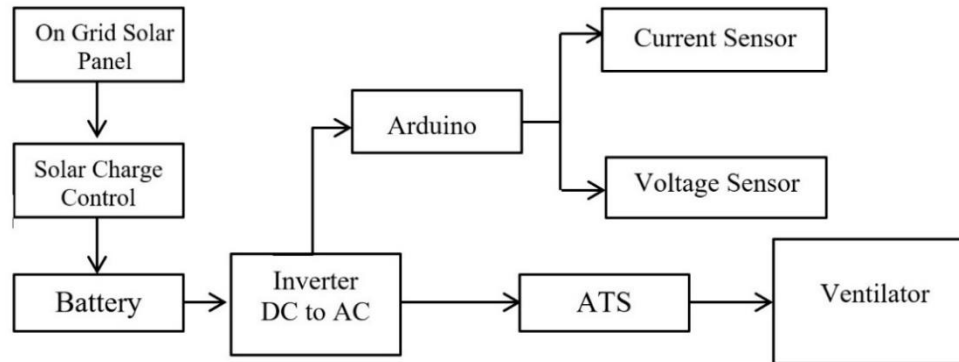 On Grid Solar
Panel
Solar Charge
Control
Battery
Inverter
DC to AC
Arduino
Current Sensor
Voltage Sensor
ATS
Ventilator